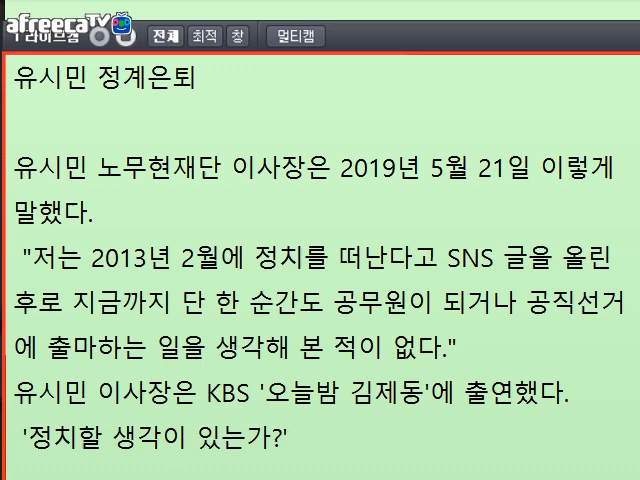 afreecaTV
1 라이브캠 전체 최적 창 멀티캠
유시민 정계은퇴
유시민 노무현재단 이사장은 2019년 5월 21일 이렇게
말했다.
"저는 2013년 2월에 정치를 떠난다고 SNS 글을 올린
후로 지금까지 단 한 순간도 공무원이 되거나 공직선거
에 출마하는 일을 생각해 본 적이 없다."
유시민 이사장은 KBS '오늘밤 김제동'에 출연했다.
'정치할 생각이 있는가?'